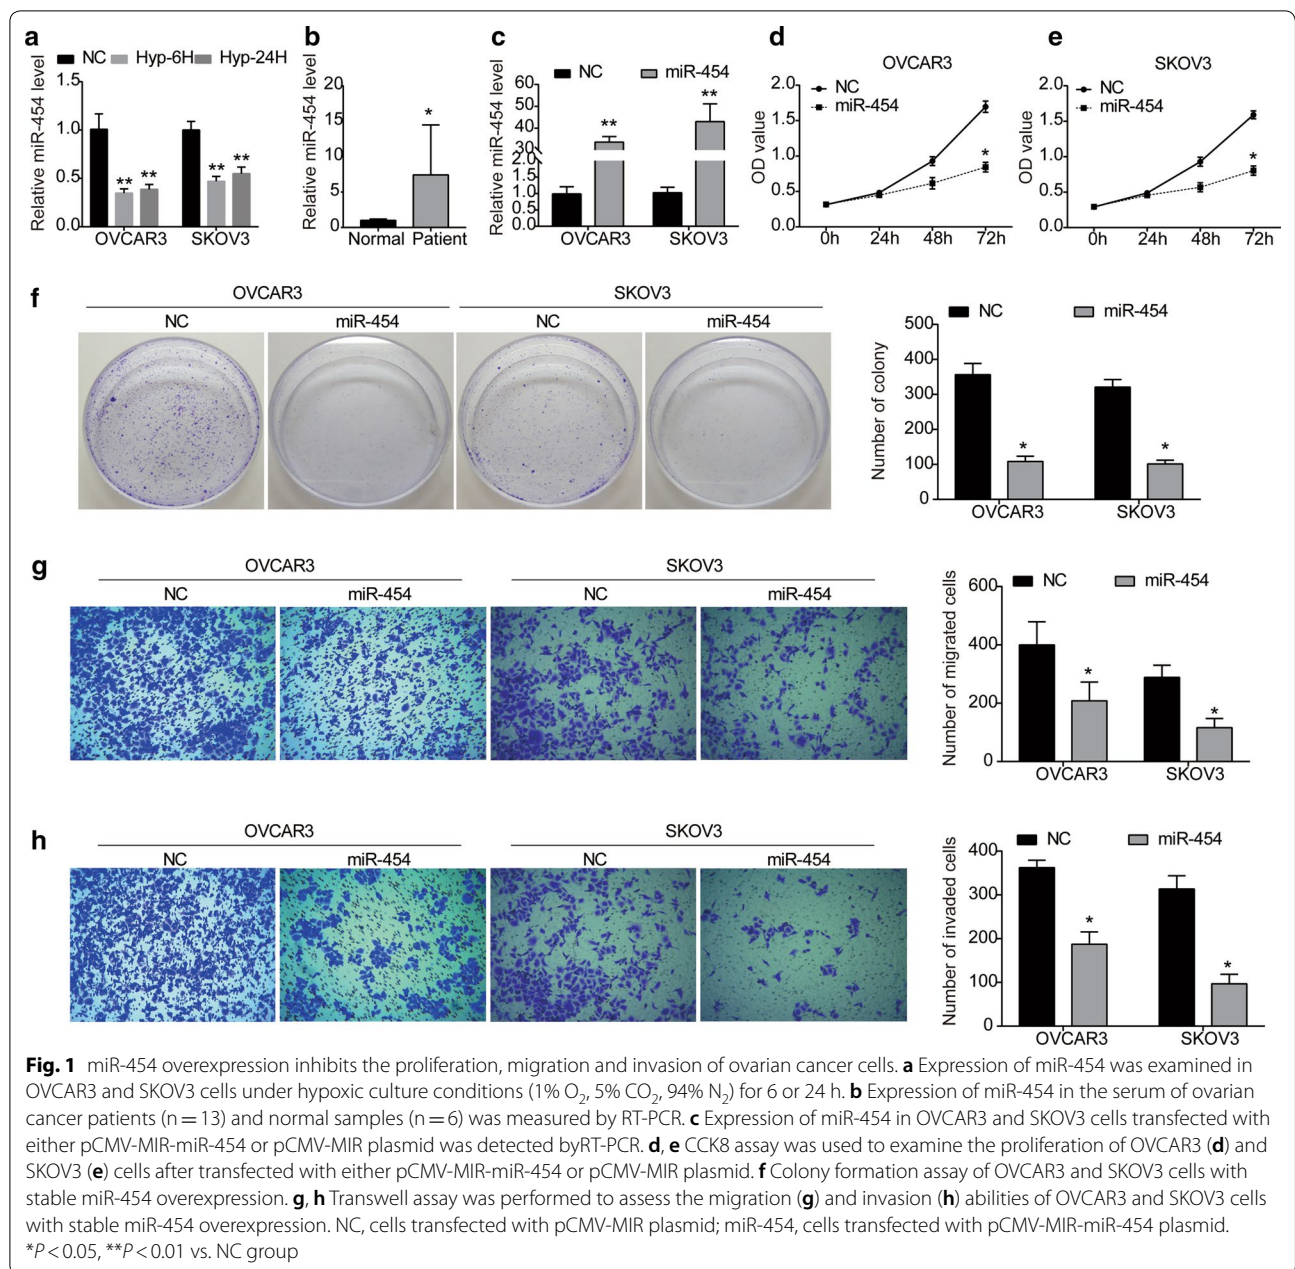 a
NC Hyp-6H Hyp-24H
Relative miR-454 level
1.5
1.0
0.5
0.0
** ** ** **
OVCAR3 SKOV3
b
Relative miR-454 level
20
15
10
5
0
*
Normal Patient
c
NC miR-454
Relative miR-454 level
60
50
40
30
2.0
1.5
1.0
0.5
0.0
** **
OVCAR3 SKOV3
d
OVCAR3
NC
miR-454
OD value
2.0
1.5
1.0
0.5
0.0
*
0h 24h 48h 72h
e
SKOV3
NC
miR-454
OD value
2.0
1.5
1.0
0.5
0.0
*
0h 24h 48h 72h
f
OVCAR3 SKOV3
NC miR-454 NC miR-454
NC miR-454
Number of colony
500
400
300
200
100
0
* *
OVCAR3 SKOV3
g
OVCAR3 SKOV3
NC miR-454 NC miR-454
NC miR-454
Number of migrated cells
600
400
200
0
* *
OVCAR3 SKOV3
h
OVCAR3 SKOV3
NC miR-454 NC miR-454
NC miR-454
Number of invaded cells
400
300
200
100
0
* *
OVCAR3 SKOV3
Fig. 1 miR-454 overexpression inhibits the proliferation, migration and invasion of ovarian cancer cells. a Expression of miR-454 was examined in
OVCAR3 and SKOV3 cells under hypoxic culture conditions (1% O₂, 5% CO₂, 94% N₂) for 6 or 24 h. b Expression of miR-454 in the serum of ovarian
cancer patients (n = 13) and normal samples (n = 6) was measured by RT-PCR. c Expression of miR-454 in OVCAR3 and SKOV3 cells transfected with
either pCMV-MIR-miR-454 or pCMV-MIR plasmid was detected byRT-PCR. d, e CCK8 assay was used to examine the proliferation of OVCAR3 (d) and
SKOV3 (e) cells after transfected with either pCMV-MIR-miR-454 or pCMV-MIR plasmid. f Colony formation assay of OVCAR3 and SKOV3 cells with
stable miR-454 overexpression. g, h Transwell assay was performed to assess the migration (g) and invasion (h) abilities of OVCAR3 and SKOV3 cells
with stable miR-454 overexpression. NC, cells transfected with pCMV-MIR plasmid; miR-454, cells transfected with pCMV-MIR-miR-454 plasmid.
*P < 0.05, **P < 0.01 vs. NC group